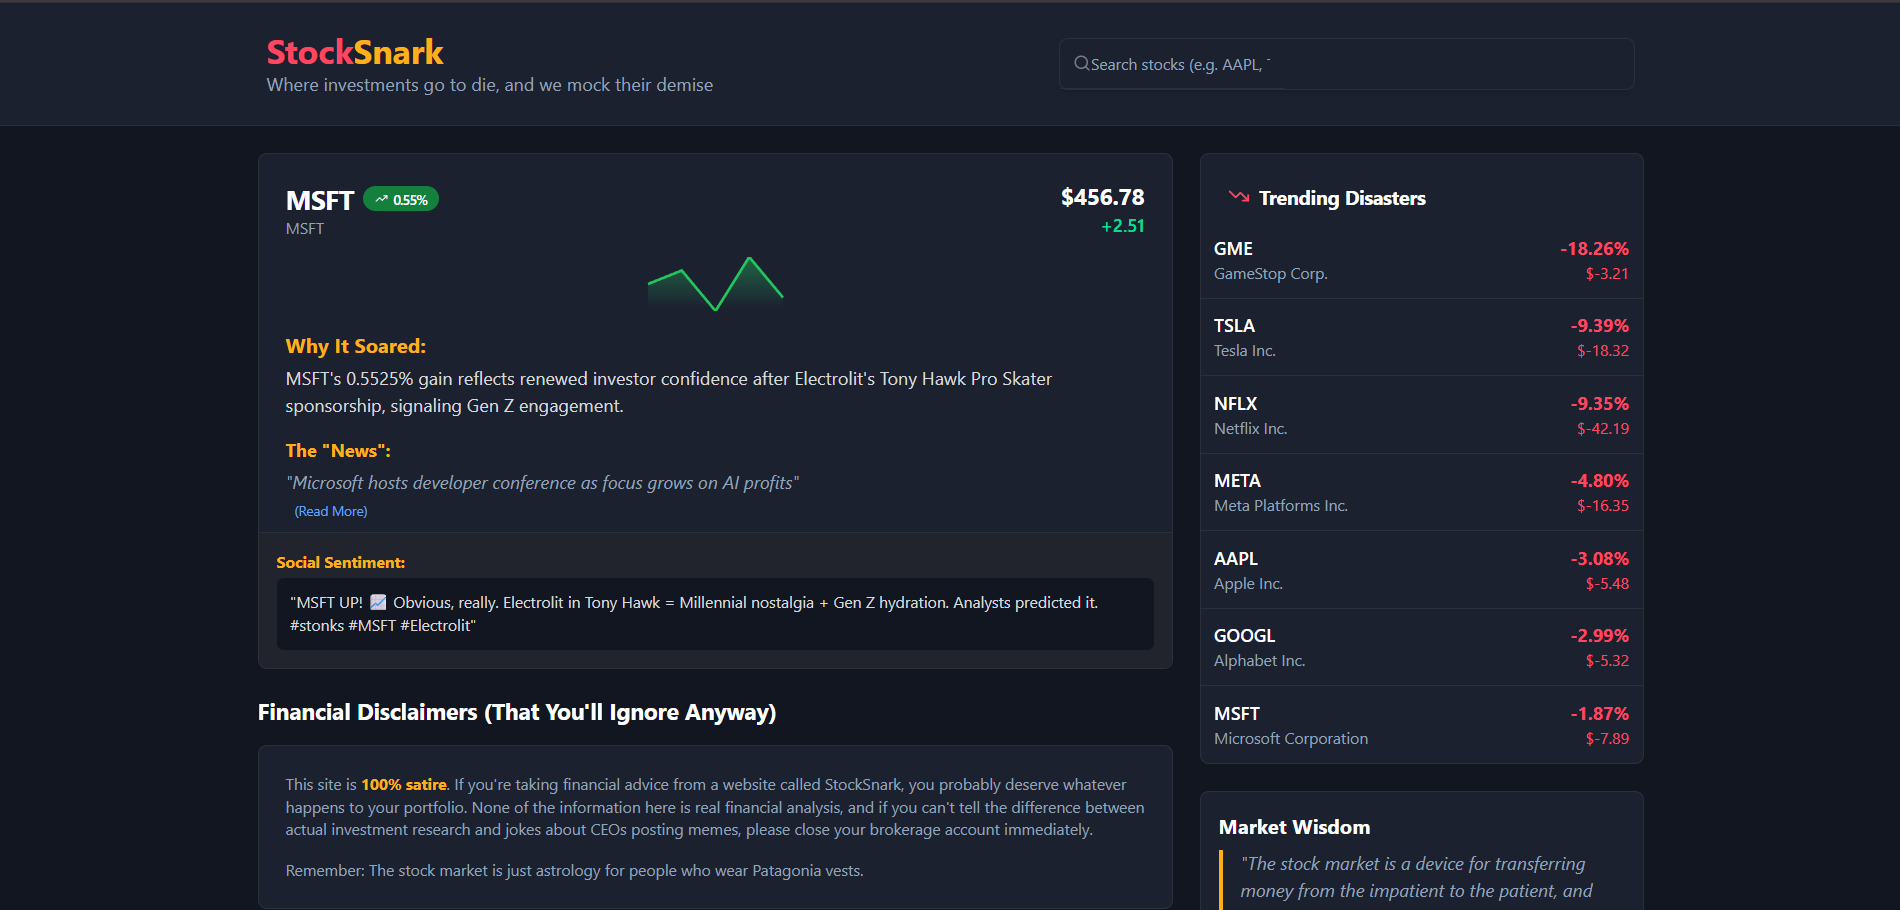 StockSnark
Where investments go to die, and we mock their demise
Search stocks (e.g. AAPL,
MSFT
0.55%
MSFT
$456.78
+2.51
Why It Soared:
MSFT's 0.5525% gain reflects renewed investor confidence after Electrolit's Tony Hawk Pro Skater
sponsorship, signaling Gen Z engagement.
The "News":
"Microsoft hosts developer conference as focus grows on AI profits"
(Read More)
Social Sentiment:
"MSFT UP! 📈 Obvious, really. Electrolit in Tony Hawk = Millennial nostalgia + Gen Z hydration. Analysts predicted it.
#stonks #MSFT #Electrolit"
Financial Disclaimers (That You'll Ignore Anyway)
This site is 100% satire. If you're taking financial advice from a website called StockSnark, you probably deserve whatever
happens to your portfolio. None of the information here is real financial analysis, and if you can't tell the difference between
actual investment research and jokes about CEOs posting memes, please close your brokerage account immediately.
Remember: The stock market is just astrology for people who wear Patagonia vests.
Trending Disasters
GME
-18.26%
GameStop Corp.
$-3.21
TSLA
-9.39%
Tesla Inc.
$-18.32
NFLX
-9.35%
Netflix Inc.
$-42.19
META
-4.80%
Meta Platforms Inc.
$-16.35
AAPL
-3.08%
Apple Inc.
$-5.48
GOOGL
-2.99%
Alphabet Inc.
$-5.32
MSFT
-1.87%
Microsoft Corporation
$-7.89
Market Wisdom
"The stock market is a device for transferring
money from the impatient to the patient, and